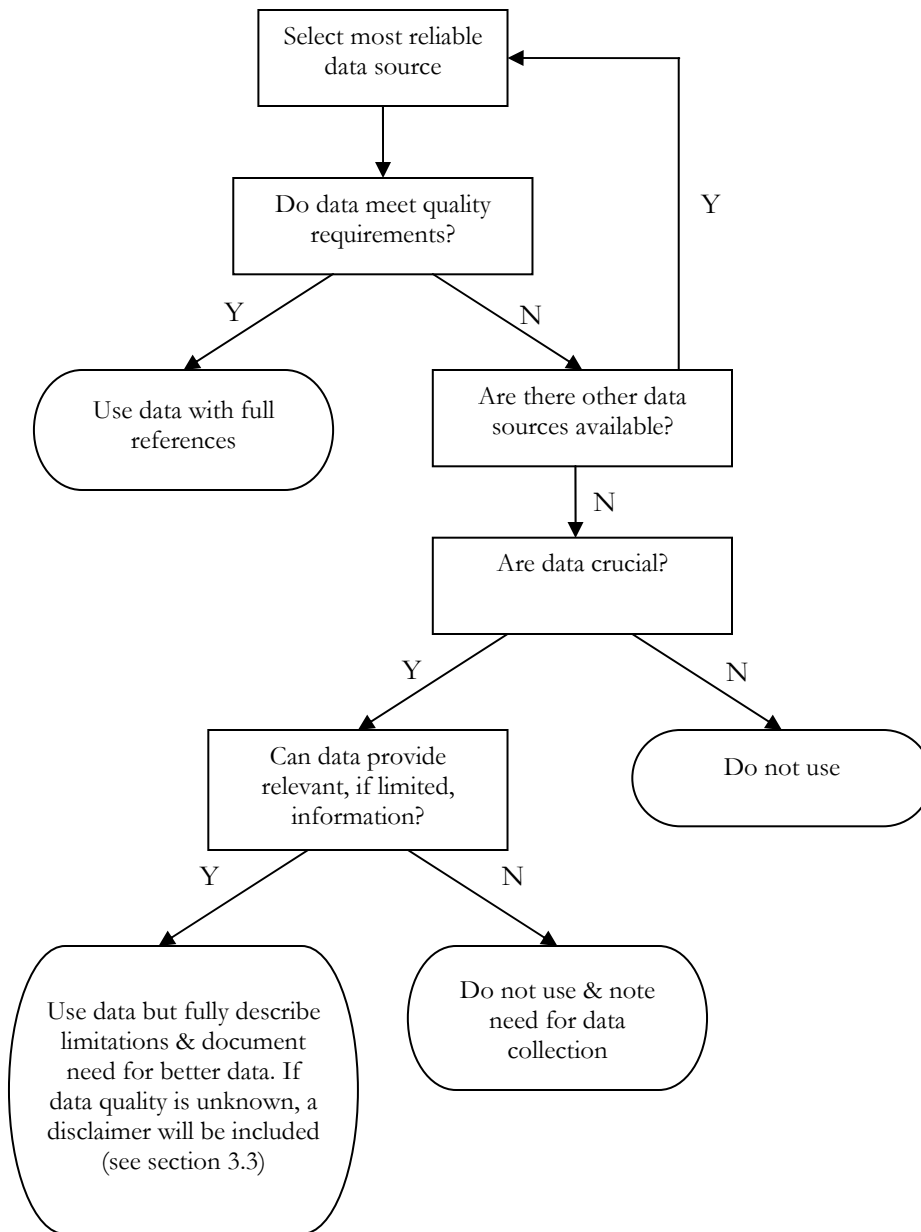 Select most reliable
data source
Y
Do data meet quality
requirements?
Y
N
Use data with full
references
Are there other data
sources available?
N
Are data crucial?
Y
N
Can data provide
relevant, if limited,
information?
Do not use
Y
N
Use data but fully describe
limitations & document
need for better data. If
data quality is unknown, a
disclaimer will be included
(see section 3.3)
Do not use & note
need for data
collection